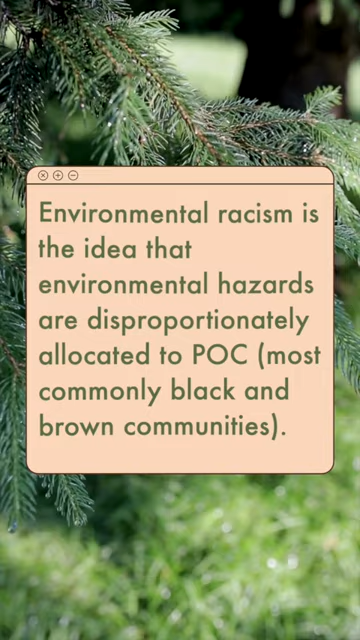 Environmental racism is
the idea that
environmental hazards
are disproportionately
allocated to POC (most
commonly black and
brown communities).